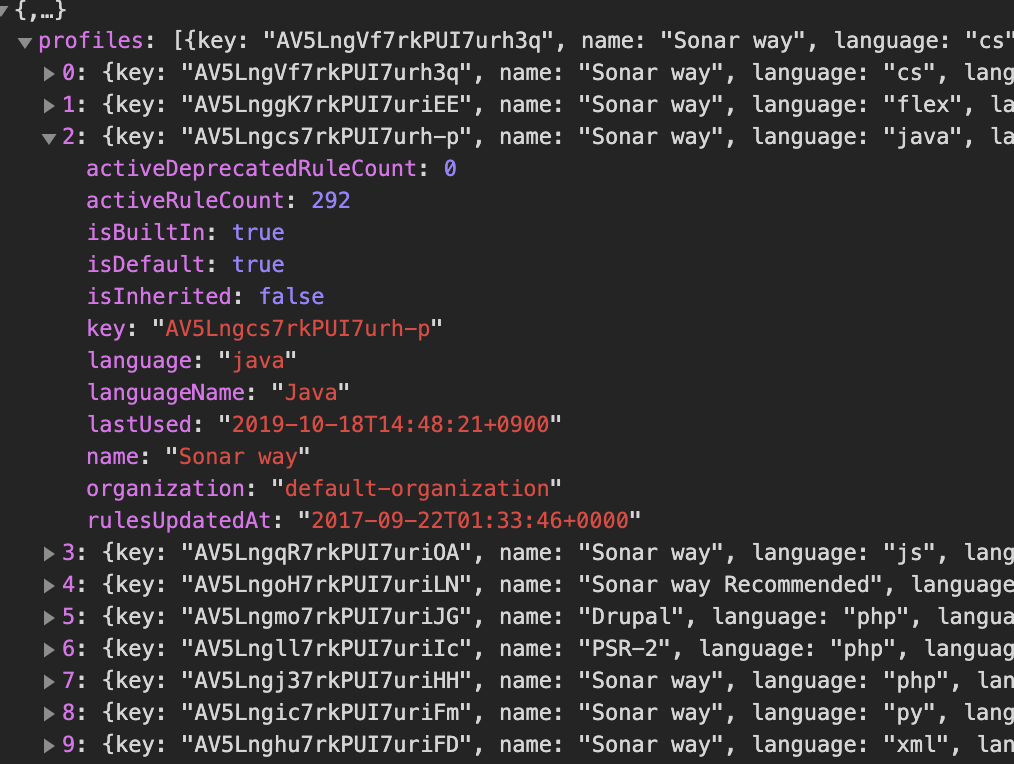 {,…}
profiles: [{key: "AV5LngVf7rkPUI7urh3q", name: "Sonar way", language: "cs"
0: {key: "AV5LngVf7rkPUI7urh3q", name: "Sonar way", language: "cs", lang
1: {key: "AV5LnggK7rkPUI7uriEE", name: "Sonar way", language: "flex", la
2: {key: "AV5Lngcs7rkPUI7urh-p", name: "Sonar way", language: "java", la
activeDeprecatedRuleCount: 0
activeRuleCount: 292
isBuiltIn: true
isDefault: true
isInherited: false
key: "AV5Lngcs7rkPUI7urh-p"
language: "java"
languageName: "Java"
lastUsed: "2019-10-18T14:48:21+0900"
name: "Sonar way"
organization: "default-organization"
rulesUpdatedAt: "2017-09-22T01:33:46+0000"
3: {key: "AV5LngqR7rkPUI7uriOA", name: "Sonar way", language: "js", lang
4: {key: "AV5LngoH7rkPUI7uriLN", name: "Sonar way Recommended", language
5: {key: "AV5Lngmo7rkPUI7uriJG", name: "Drupal", language: "php", langua
6: {key: "AV5Lngll7rkPUI7uriIc", name: "PSR-2", language: "php", languag
7: {key: "AV5Lngj37rkPUI7uriHH", name: "Sonar way", language: "php", lan
8: {key: "AV5Lngic7rkPUI7uriFm", name: "Sonar way", language: "py", lang
9: {key: "AV5Lnghu7rkPUI7uriFD", name: "Sonar way", language: "xml", lan